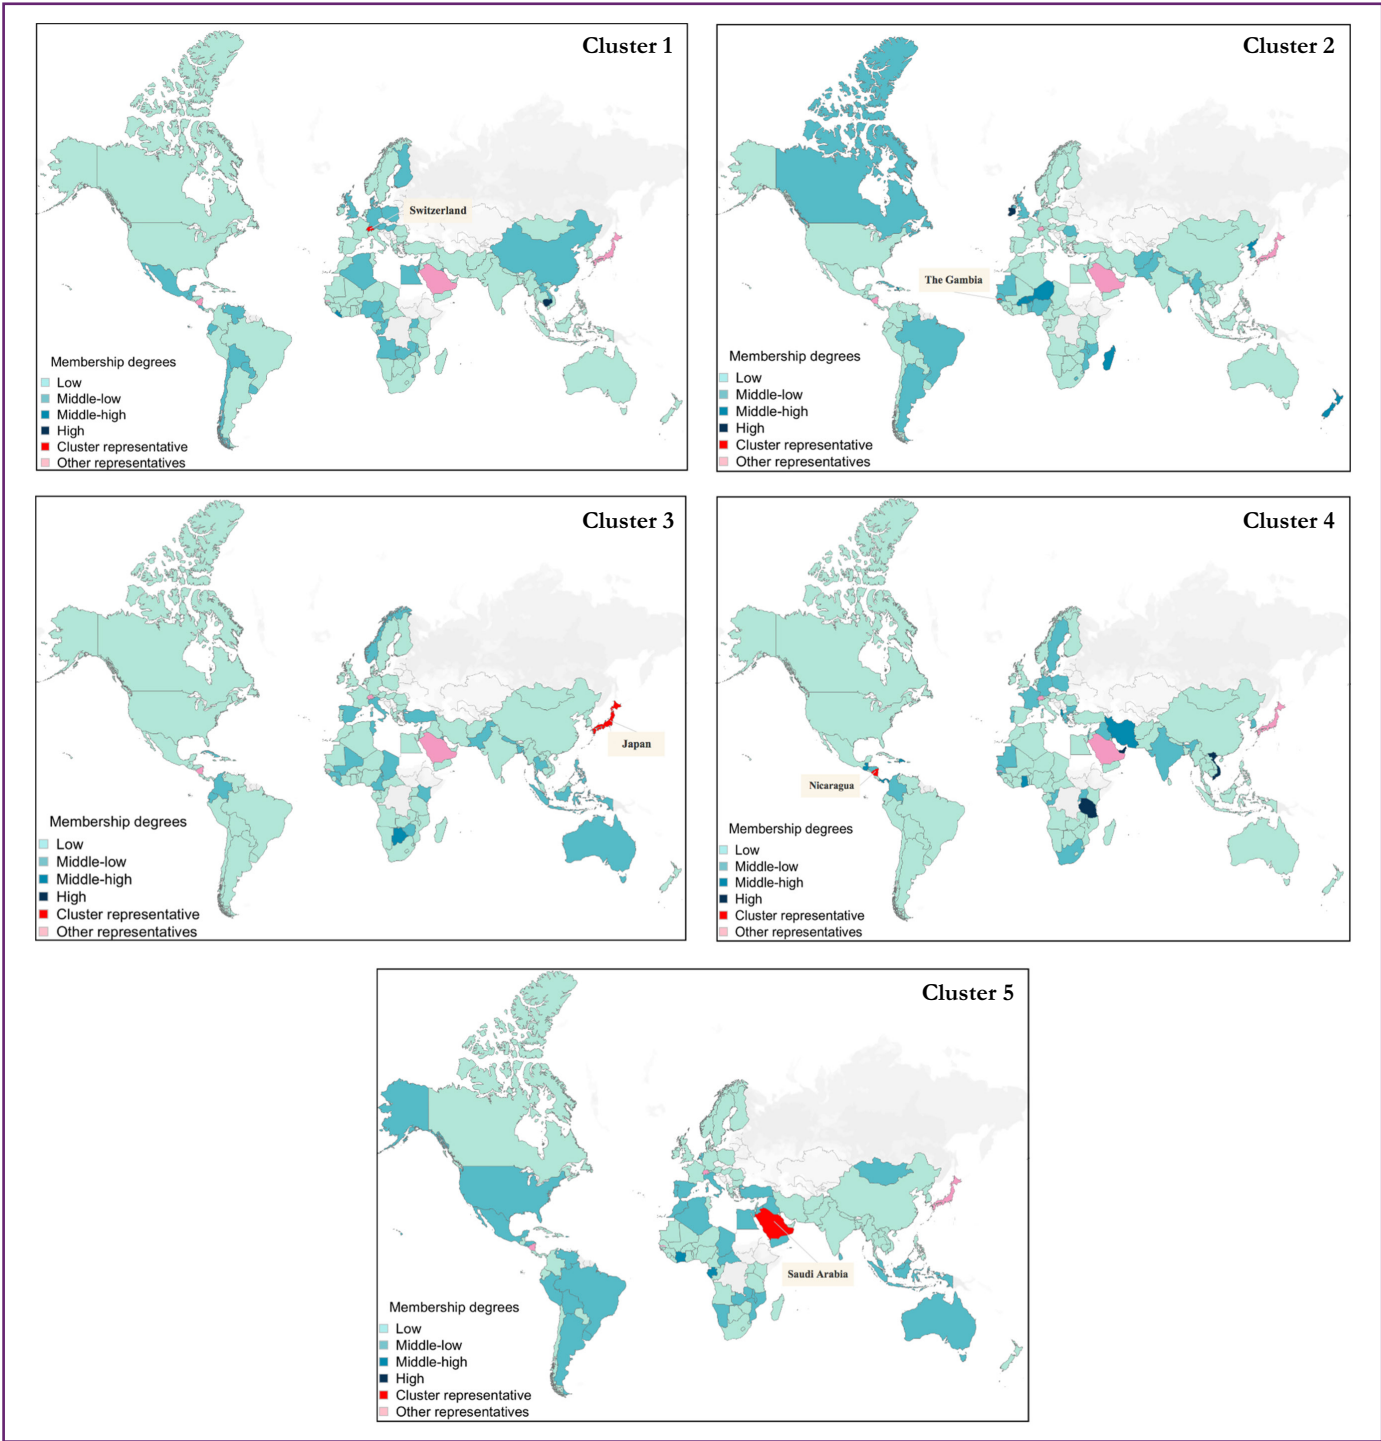 Cluster 1
Switzerland
Membership degrees
Low
Middle-low
Middle-high
High
Cluster representative
Other representatives
Cluster 2
The Gambia
Membership degrees
Low
Middle-low
Middle-high
High
Cluster representative
Other representatives
Cluster 3
Japan
Membership degrees
Low
Middle-low
Middle-high
High
Cluster representative
Other representatives
Cluster 4
Nicaragua
Membership degrees
Low
Middle-low
Middle-high
High
Cluster representative
Other representatives
Cluster 5
Saudi Arabia
Membership degrees
Low
Middle-low
Middle-high
High
Cluster representative
Other representatives